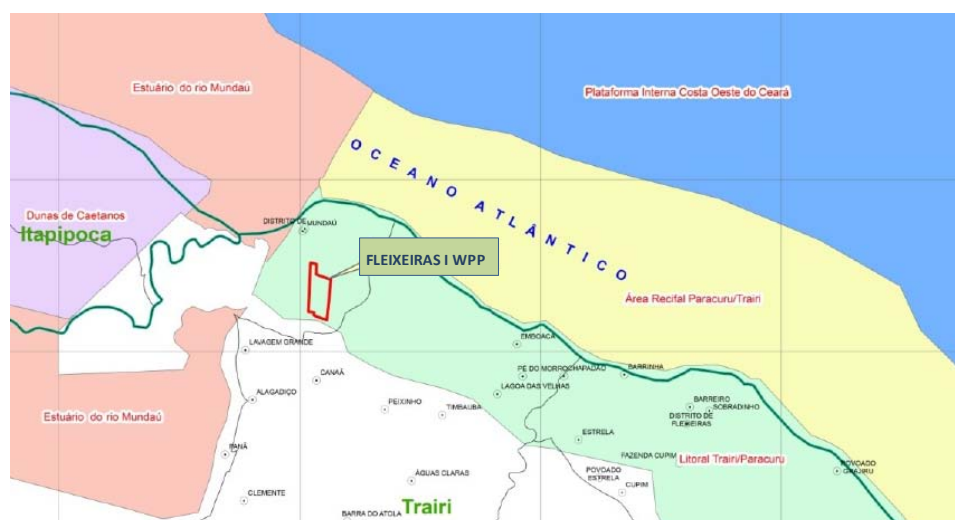 Estuário do rio Mundaú
Plataforma Interna Costa Oeste do Ceará
OCEANO ATLÂNTICO
Dunas de Caetanos
Itapipoca
DISTRITO DE MUNDAÚ
FLEIXEIRAS I WPP
Área Recifal Paracuru/Trairi
LAVAGEM GRANDE
EMBOACA
CANAÃ
PE DO MORRO
CHAPADAO
BARRINHA
ALAGADIÇO
LAGOA DAS VELHAS
Estuário do rio Mundaú
PEIXINHO
TIMBAUBA
BARREIRO
SOBRADINHO
DISTRITO DE
FLEIXEIRAS
ESTRELA
PANÃ
FAZENDA CUPIM
Litoral Trairi/Paracuru
ÁGUAS CLARAS
POVOADO
ESTRELA
POVOADO
CUPIM
CLEMENTE
Trairi
BARRA DO ATOLA